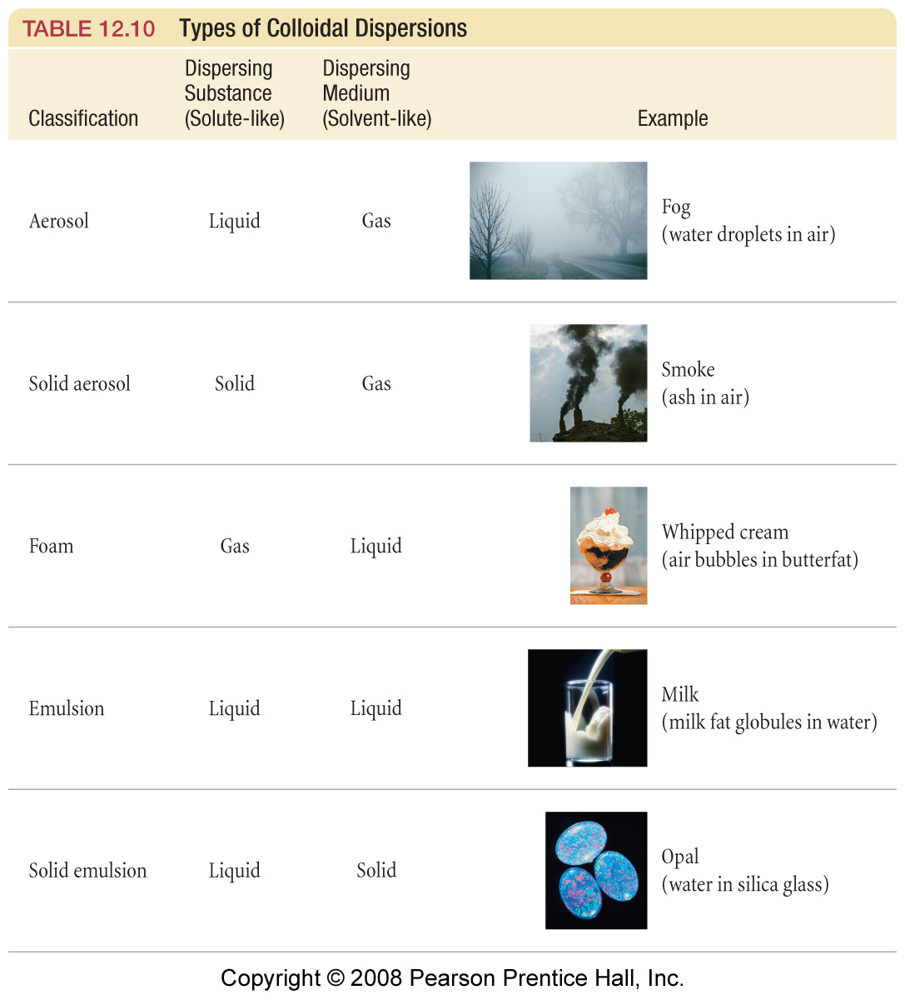 TABLE 12.10 Types of Colloidal Dispersions
Classification
Dispersing
Substance
(Solute-like)
Dispersing
Medium
(Solvent-like)
Example
Aerosol
Liquid
Gas
Fog
(water droplets in air)
Solid aerosol
Solid
Gas
Smoke
(ash in air)
Foam
Gas
Liquid
Whipped cream
(air bubbles in butterfat)
Emulsion
Liquid
Liquid
Milk
(milk fat globules in water)
Solid emulsion
Liquid
Solid
Opal
(water in silica glass)
Copyright © 2008 Pearson Prentice Hall, Inc.